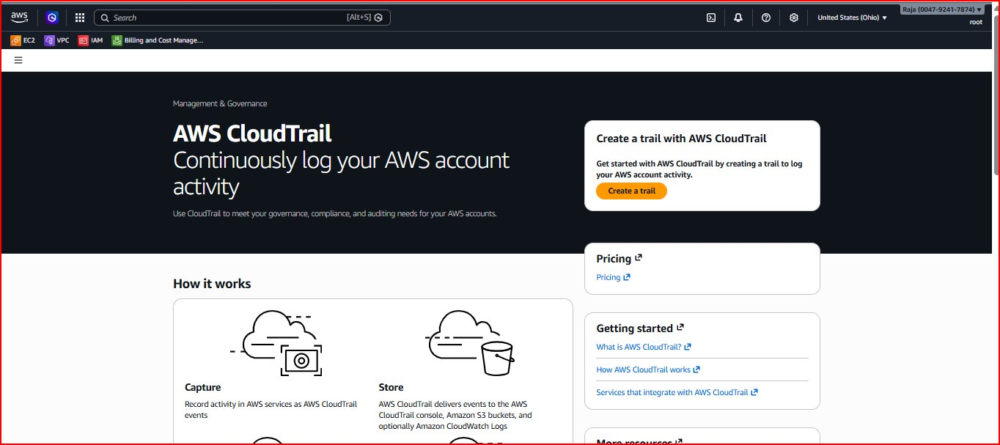 aws
Search [Alt+S]
United States (Ohio) ▼
Raja (0047-9241-7874) ▼
root
EC2 VPC IAM Billing and Cost Manage...
Management & Governance
AWS CloudTrail
Continuously log your AWS account
activity
Use CloudTrail to meet your governance, compliance, and auditing needs for your AWS accounts.
Create a trail with AWS CloudTrail
Get started with AWS CloudTrail by creating a trail to log
your AWS account activity.
Create a trail
Pricing
Pricing
How it works
Capture
Record activity in AWS services as AWS CloudTrail
events
Store
AWS CloudTrail delivers events to the AWS
CloudTrail console, Amazon S3 buckets, and
optionally Amazon CloudWatch Logs
Getting started
What is AWS CloudTrail?
How AWS CloudTrail works
Services that integrate with AWS CloudTrail
More resources